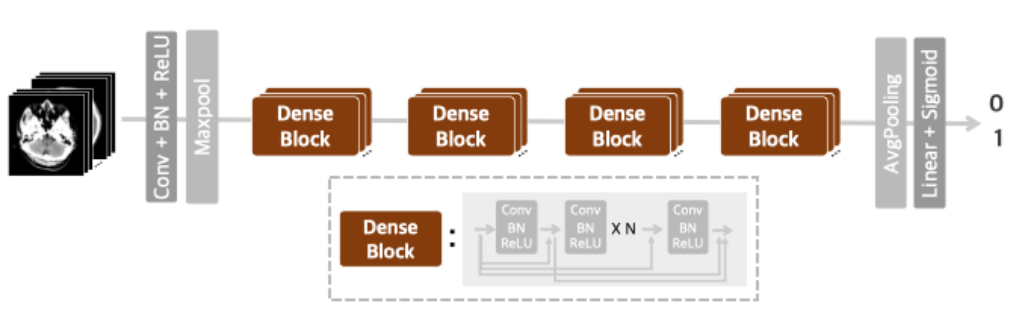 Conv + BN + ReLU
Maxpool
Dense
Block
...
Dense
Block
...
Dense
Block
...
Dense
Block
...
AvgPooling
Linear + Sigmoid
0
1
...
Dense
Block
:
Conv
BN
ReLU
Conv
BN
ReLU
X N
Conv
BN
ReLU